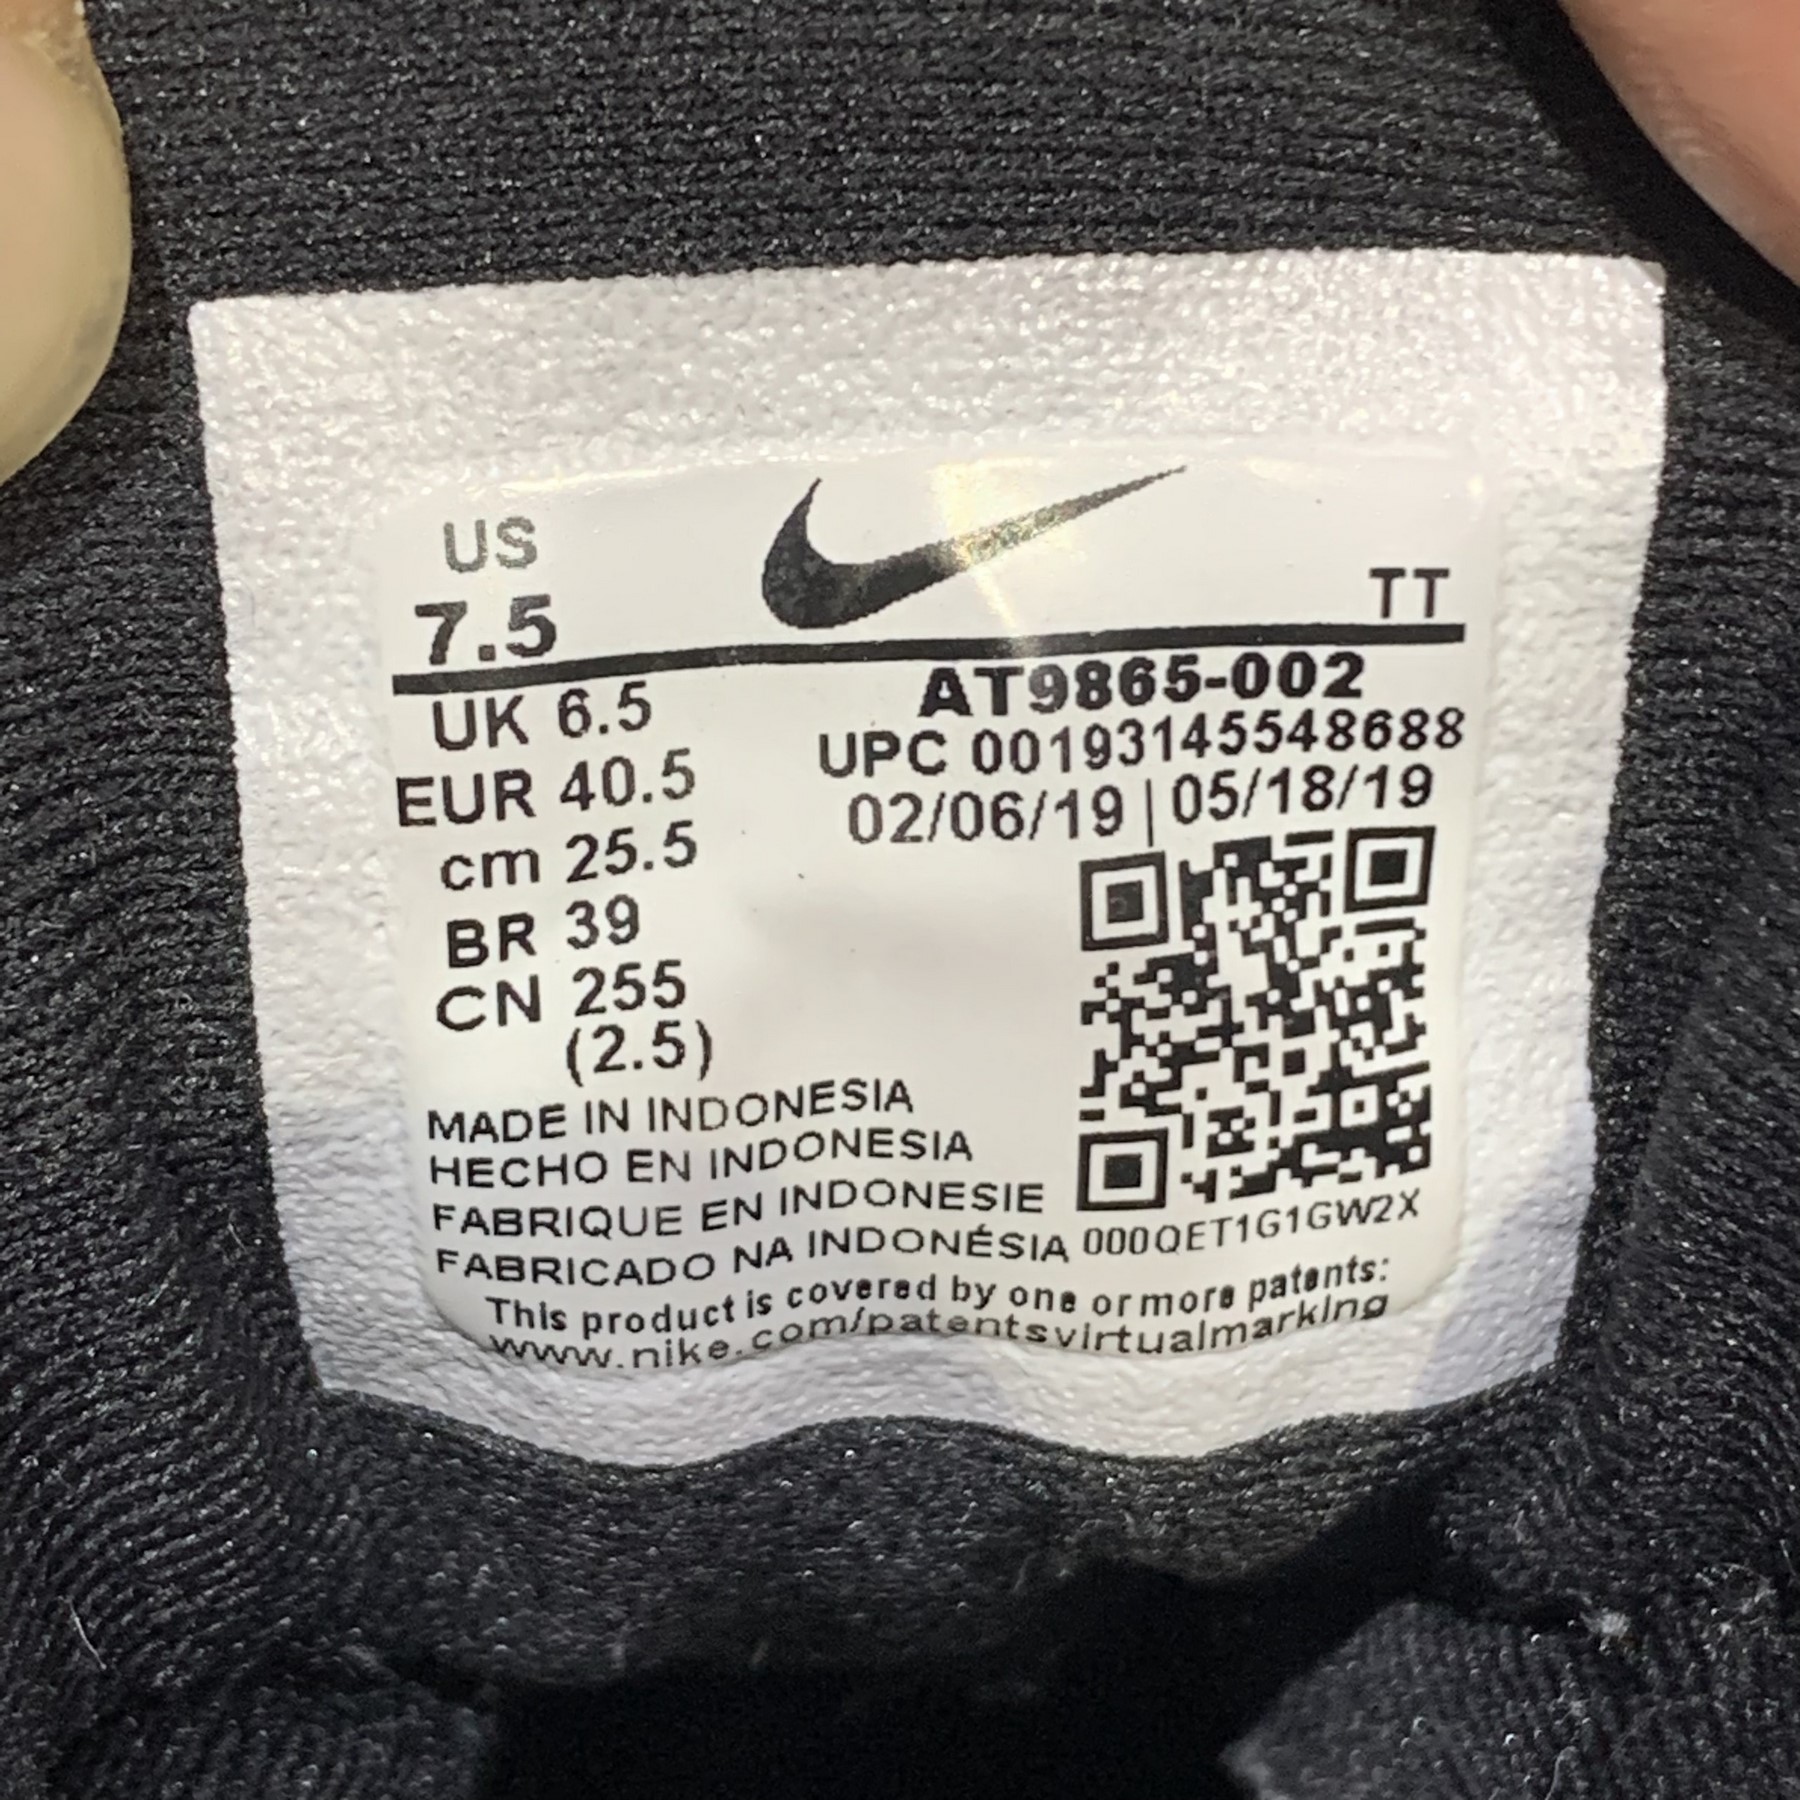 US
7.5
TT
UK 6.5
EUR 40.5
cm 25.5
BR 39
CN 255
(2.5)
AT9865-002
UPC 00193145548688
02/06/19 | 05/18/19
MADE IN INDONESIA
HECHO EN INDONESIA
FABRIQUE EN INDONESIE
FABRICADO NA INDONÉSIA
000QET1G1GW2X
This product is covered by one or more patents:
www.nike.com/patentsvirtualmarking